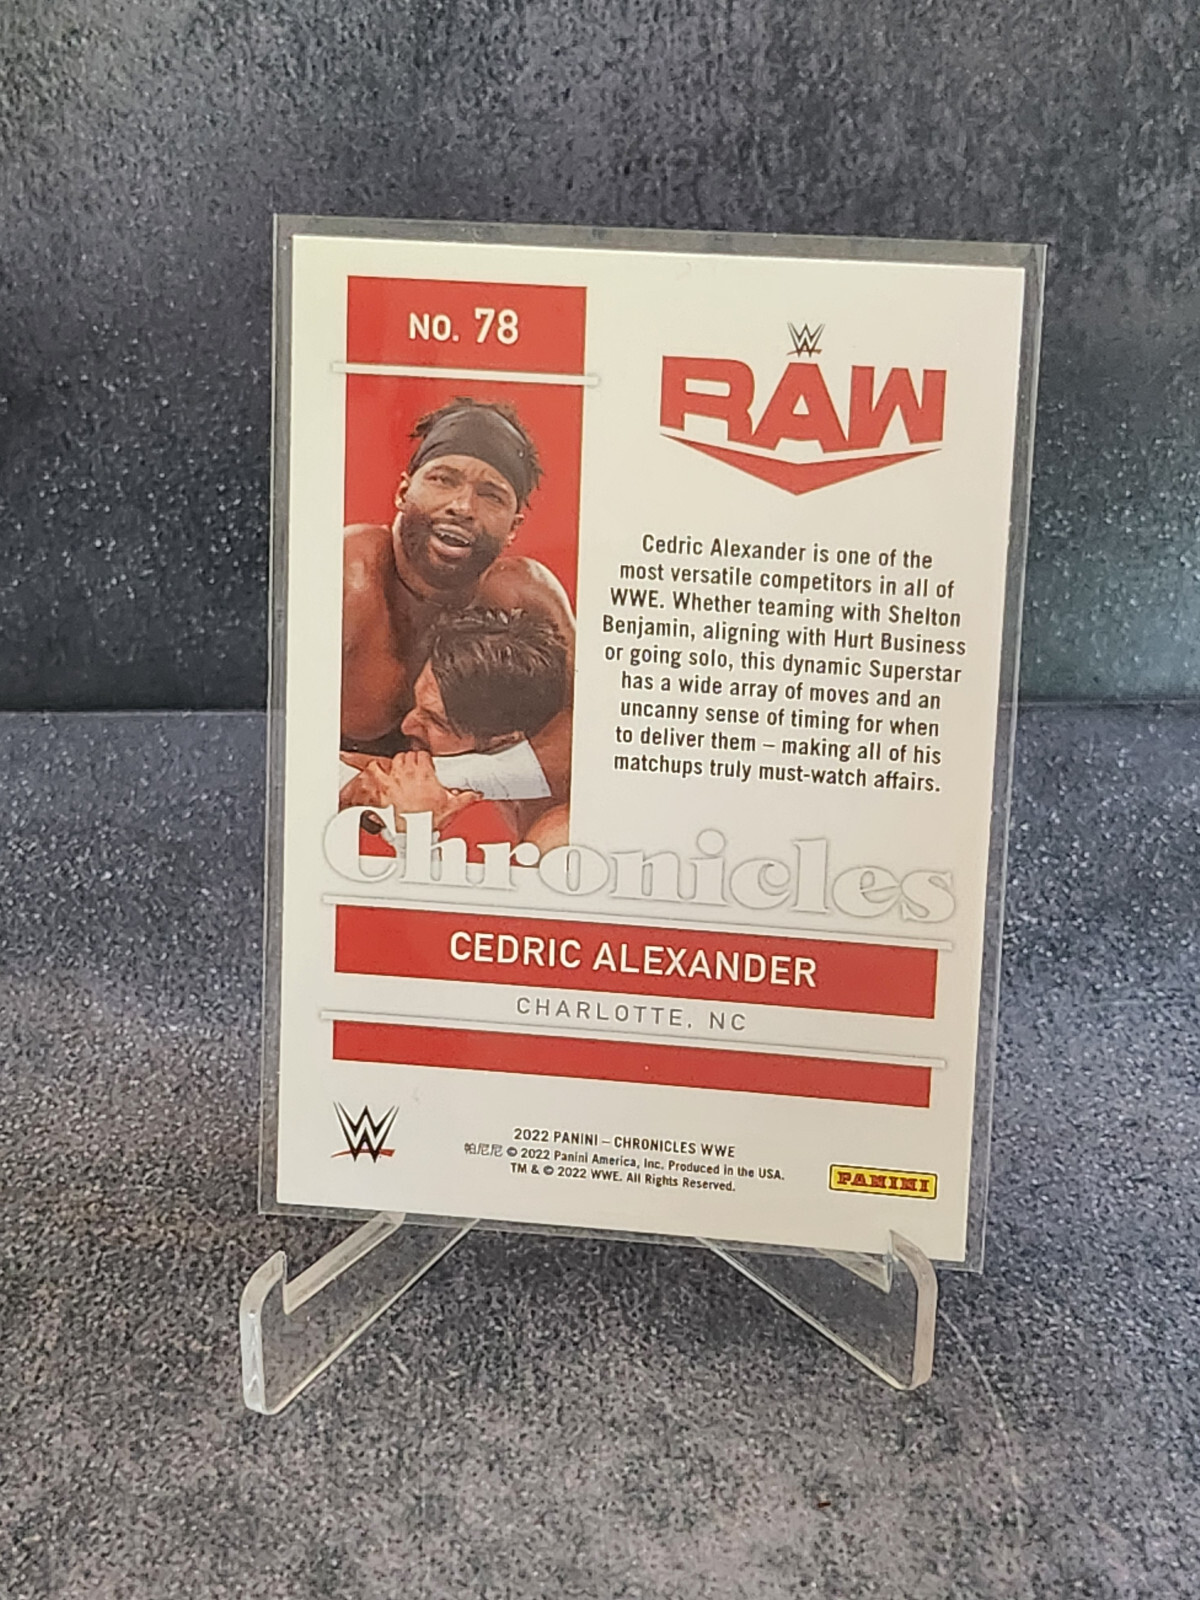 NO. 78
W
RAW
Cedric Alexander is one of the
most versatile competitors in all of
WWE. Whether teaming with Shelton
Benjamin, aligning with Hurt Business
or going solo, this dynamic Superstar
has a wide array of moves and an
uncanny sense of timing for when
to deliver them – making all of his
matchups truly must-watch affairs.
Chronicles
CEDRIC ALEXANDER
CHARLOTTE, NC
W
2022 PANINI – CHRONICLES WWE
帕尼尼 © 2022 Panini America, Inc. Produced in the USA.
TM & © 2022 WWE. All Rights Reserved.
PANINI